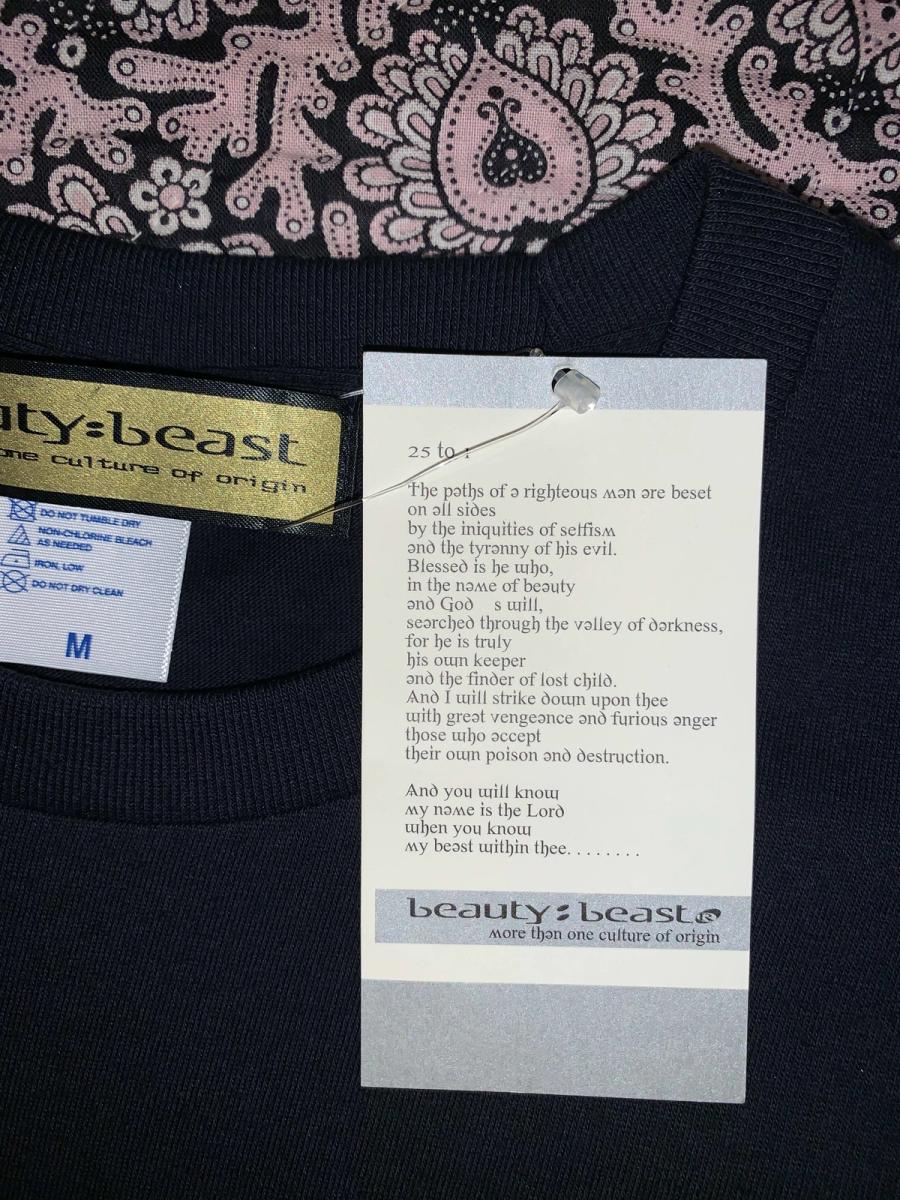 25 to :
The paths of a righteous man are beset
on all sides
by the iniquities of selfism
and the tyranny of his evil.
Blessed is he who,
in the name of beauty
and God s will,
searched through the valley of darkness,
for he is truly
his own keeper
and the finder of lost child.
And I will strike down upon thee
with great vengeance and furious anger
those who accept
their own poison and destruction.
And you will know
my name is the Lord
when you know
my beast within thee. . . . . . . .
beauty:beast®
more than one culture of origin
uty:beast
one culture of origin
DO NOT TUMBLE DRY
NON-CHLORINE BLEACH
AS NEEDED
IRON, LOW
DO NOT DRY CLEAN
M